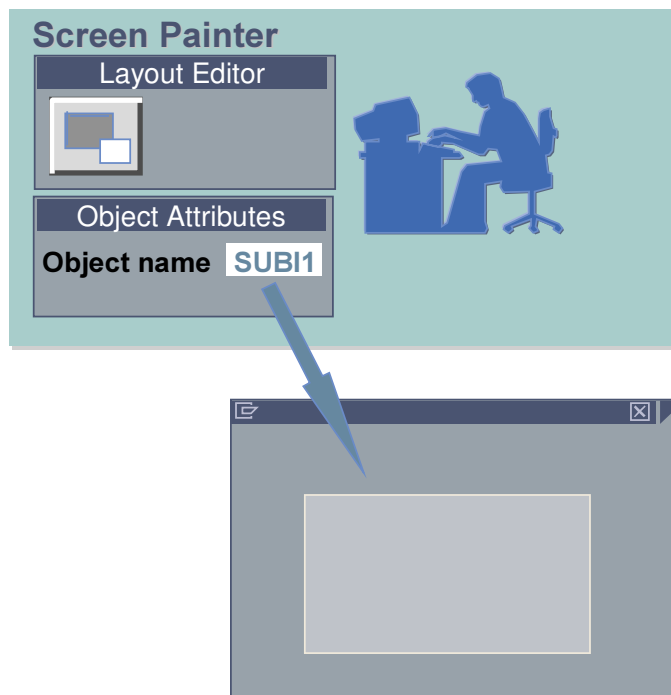 Screen Painter
Layout Editor
Object Attributes
Object name SUBI1